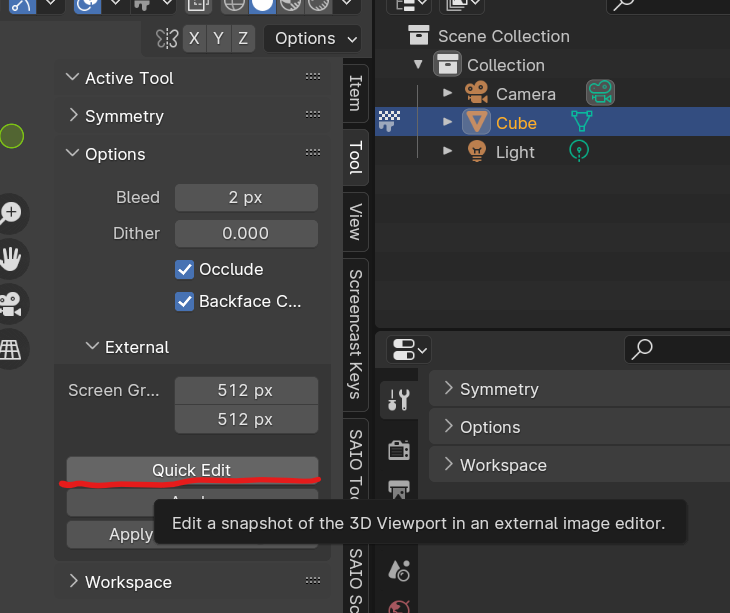 X Y Z Options
Active Tool
Symmetry
Options
Bleed 2 px
Dither 0.000
Occlude
Backface C...
External
Screen Gr... 512 px
512 px
Quick Edit
Apply
Workspace
Edit a snapshot of the 3D Viewport in an external image editor.
Item
Tool
View
Screencast Keys
SAIO Too
SAIO Sc
Scene Collection
Collection
Camera
Cube
Light
Symmetry
Options
Workspace